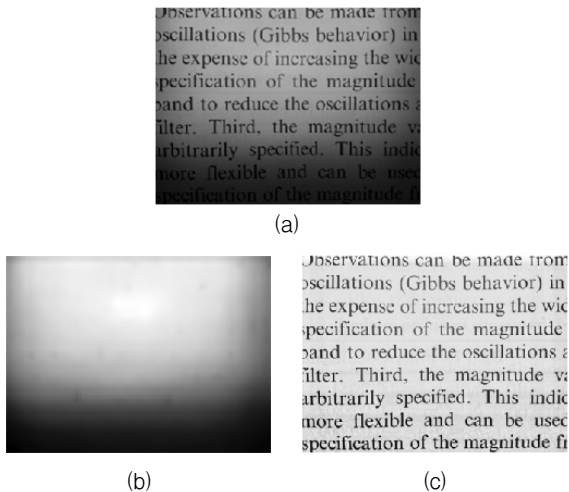 Observations can be made from
oscillations (Gibbs behavior) in
the expense of increasing the
specification of the magnitude
band to reduce the oscillations
filter. Third, the magnitude
arbitrarily specified. This
more flexible and can be used
specification of the magnitude
(a)
Observations can be made from
oscillations (Gibbs behavior) in
the expense of increasing the
specification of the magnitude
band to reduce the oscillations
filter. Third, the magnitude
arbitrarily specified. This
more flexible and can be used
specification of the magnitude
(b)
(c)